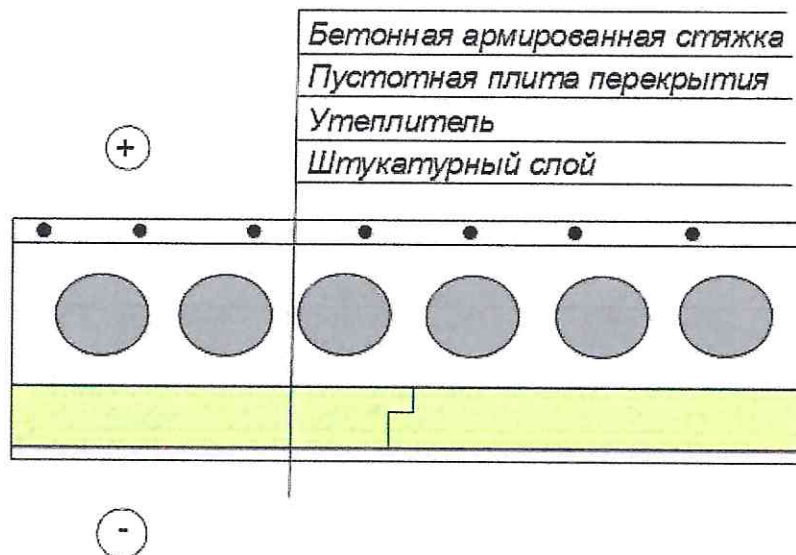 Бетонная армированная стяжка
Пустотная плита перекрытия
Утеплитель
Штукатурный слой
+
-